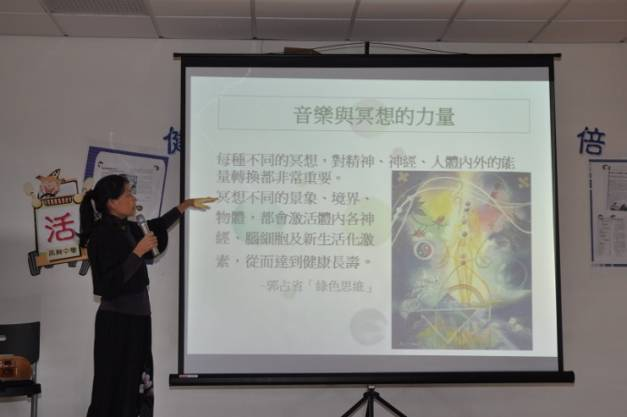 音樂與冥想的力量
每種不同的冥想，對精神、神經、人體內外的能
量轉換都非常重要。
冥想不同的景象、境界、
物體，都會激活體內各神
經、腦細胞及新生活化激
素，從而達到健康長壽。
~郭占省「綠色思維」
活
倍